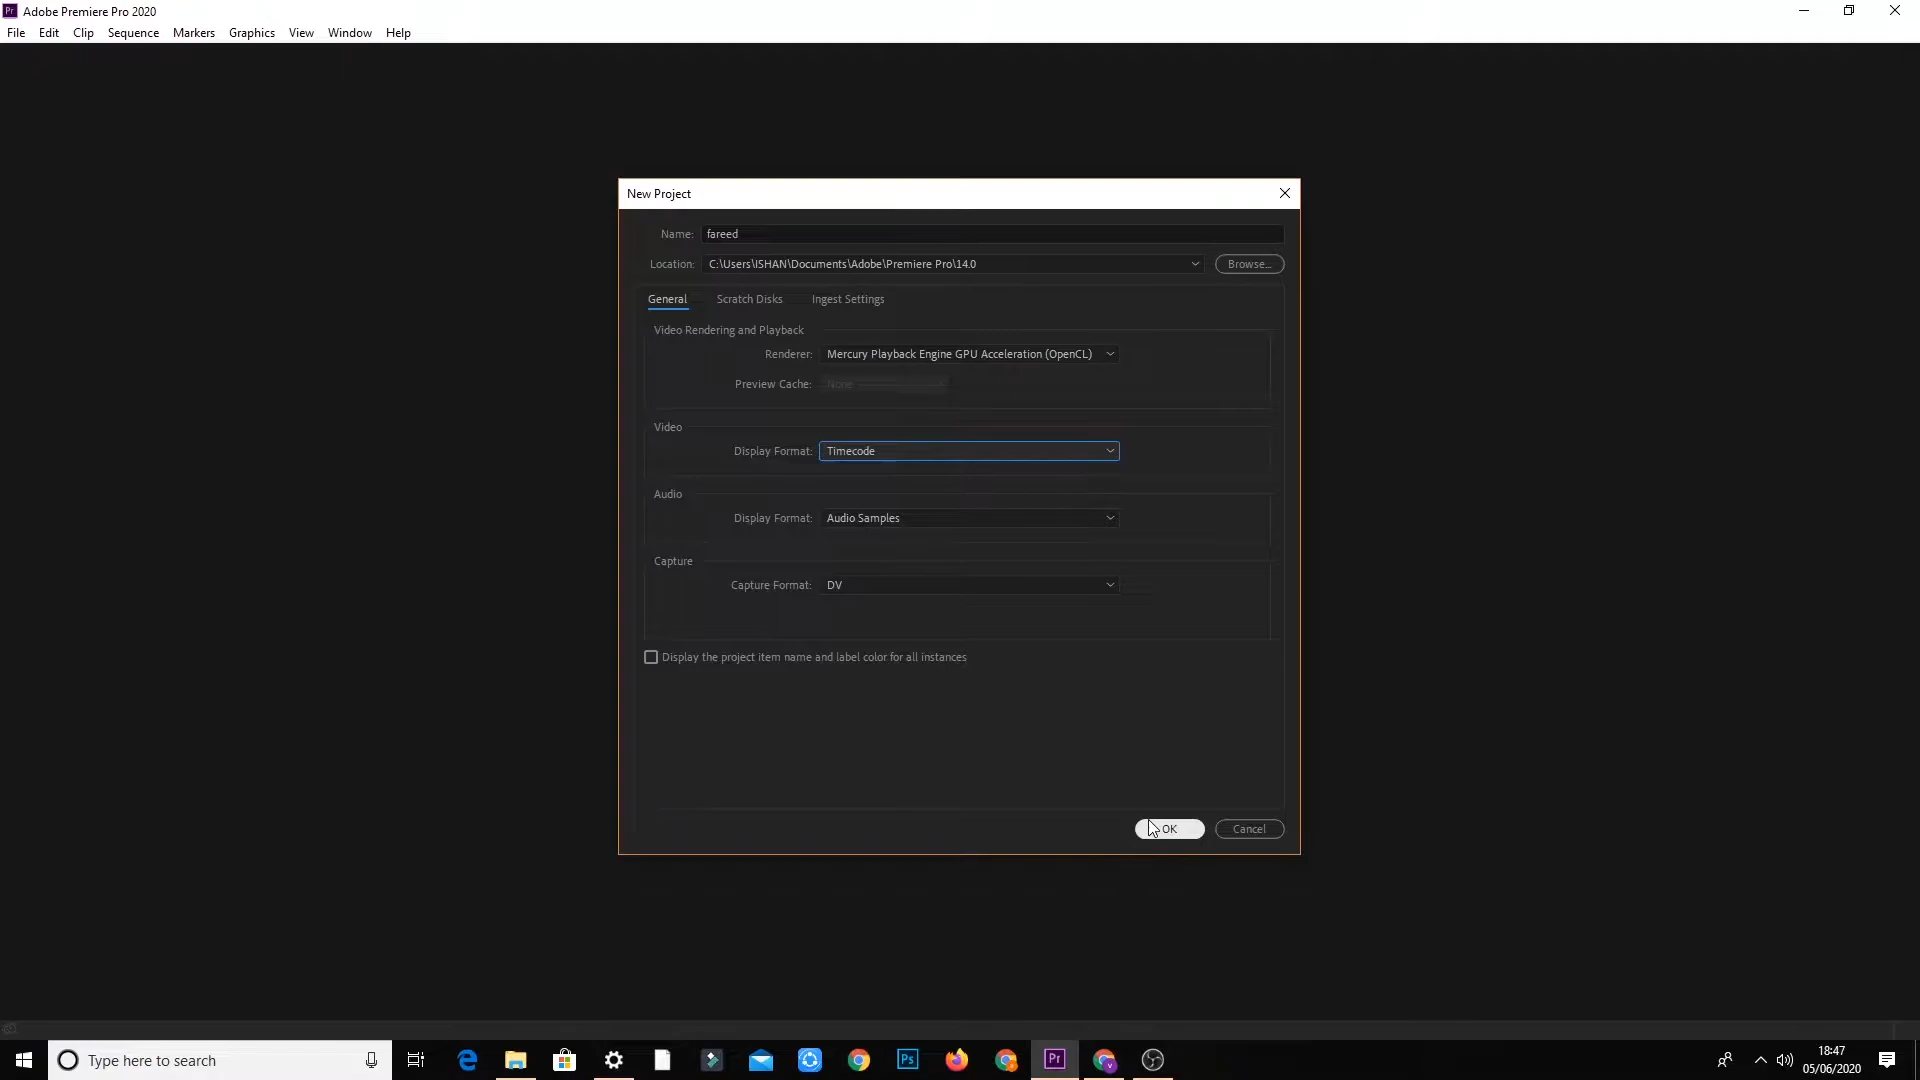 Pr Adobe Premiere Pro 2020
File Edit Clip Sequence Markers Graphics View Window Help
New Project
Name: fareed
Location: C:\Users\ISHAN\Documents\Adobe\Premiere Pro\14.0 Browse...
General Scratch Disks Ingest Settings
Video Rendering and Playback
Renderer: Mercury Playback Engine GPU Acceleration (OpenCL)
Preview Cache: None
Video
Display Format: Timecode
Audio
Display Format: Audio Samples
Capture
Capture Format: DV
Display the project item name and label color for all instances
OK Cancel
Type here to search Ps Pr 18:47
05/06/2020